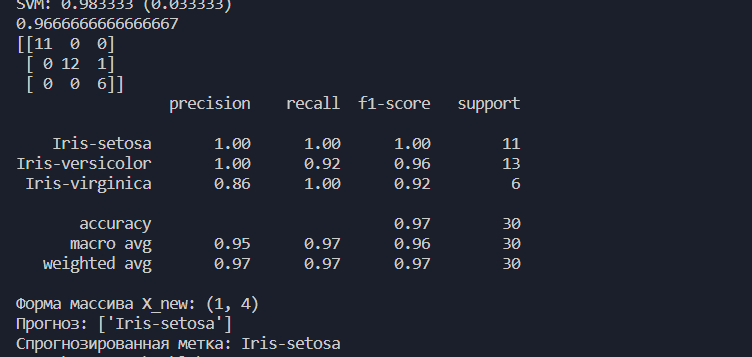 SVM: 0.983333 (0.033333)
0.9666666666666667
[[11  0  0]
 [ 0 12  1]
 [ 0  0  6]]
                 precision    recall  f1-score   support

    Iris-setosa       1.00      1.00      1.00        11
Iris-versicolor       1.00      0.92      0.96        13
 Iris-virginica       0.86      1.00      0.92         6

       accuracy                           0.97        30
      macro avg       0.95      0.97      0.96        30
   weighted avg       0.97      0.97      0.97        30

Форма массива X_new: (1, 4)
Прогноз: ['Iris-setosa']
Спрогнозированная метка: Iris-setosa